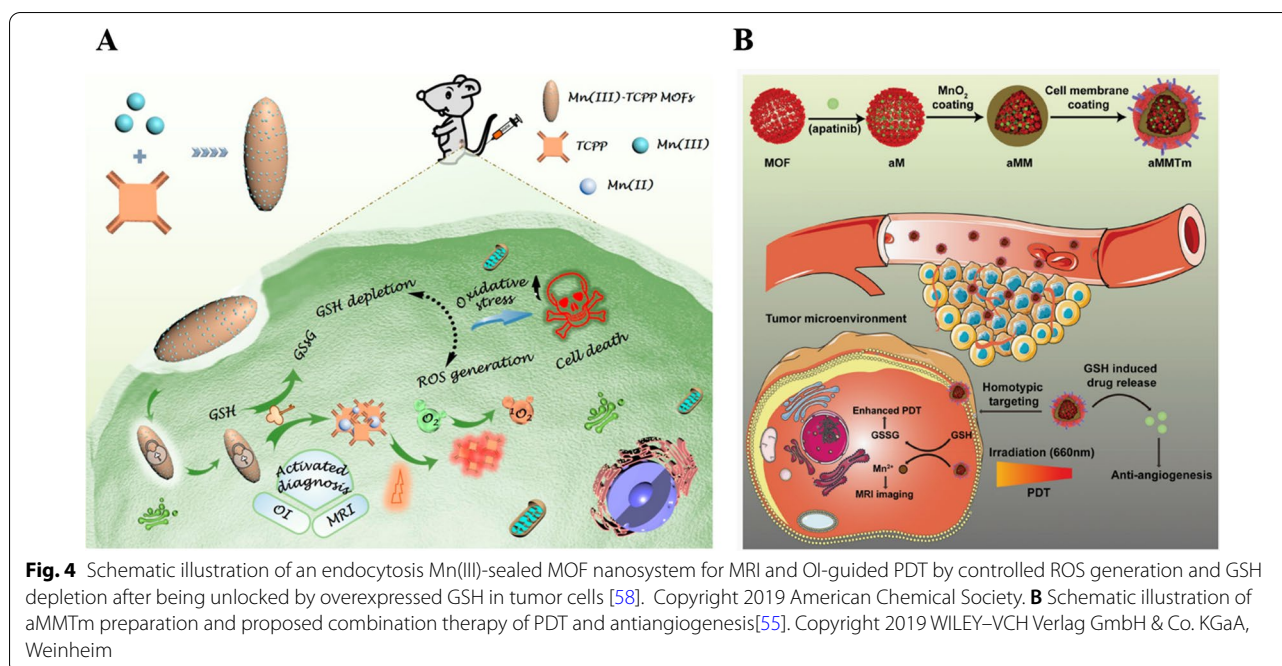 A
Mn(III)-TCPP MOFs
TCPP
Mn(III)
Mn(II)
+
GSH depletion
Oxidative
stress
GSsG
ROS generation
Cell death
GSH
O₂
¹O₂
Activated
diagnosis
OI
MRI
B
MnO₂
coating
Cell membrane
coating
(apatinib)
MOF
aM
aMM
aMMTm
Tumor microenvironment
GSH induced
drug release
Homotypic
targeting
Enhanced PDT
GSSG
GSH
Mn²⁺
MRI imaging
Irradiation (660nm)
PDT
Anti-angiogenesis
Fig. 4 Schematic illustration of an endocytosis Mn(III)-sealed MOF nanosystem for MRI and OI-guided PDT by controlled ROS generation and GSH
depletion after being unlocked by overexpressed GSH in tumor cells [58]. Copyright 2019 American Chemical Society. B Schematic illustration of
aMMTm preparation and proposed combination therapy of PDT and antiangiogenesis[55]. Copyright 2019 WILEY–VCH Verlag GmbH & Co. KGaA,
Weinheim